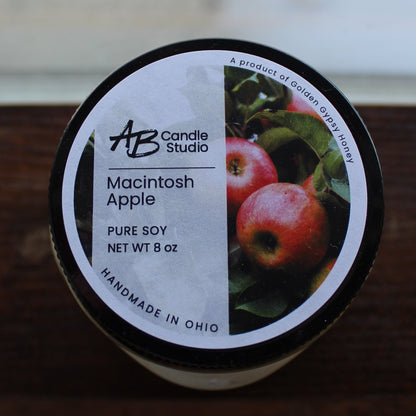 A product of Golden Gypsy Honey
AB Candle
Studio
Macintosh
Apple
PURE SOY
NET WT 8 oz
HANDMADE IN OHIO